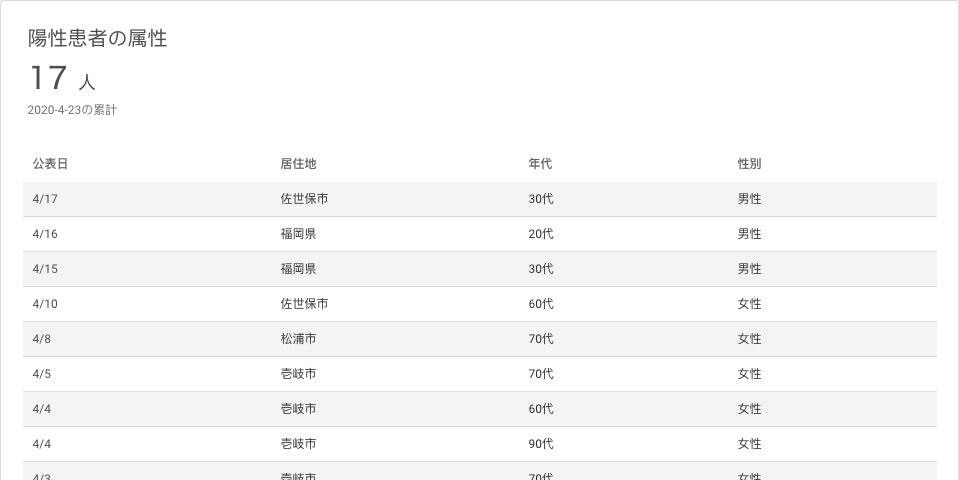 陽性患者の属性
17 人
2020-4-23の累計
公表日 居住地 年代 性別
4/17 佐世保市 30代 男性
4/16 福岡県 20代 男性
4/15 福岡県 30代 男性
4/10 佐世保市 60代 女性
4/8 松浦市 70代 女性
4/5 壱岐市 70代 女性
4/4 壱岐市 60代 女性
4/4 壱岐市 90代 女性
4/3 壱岐市 70代 女性